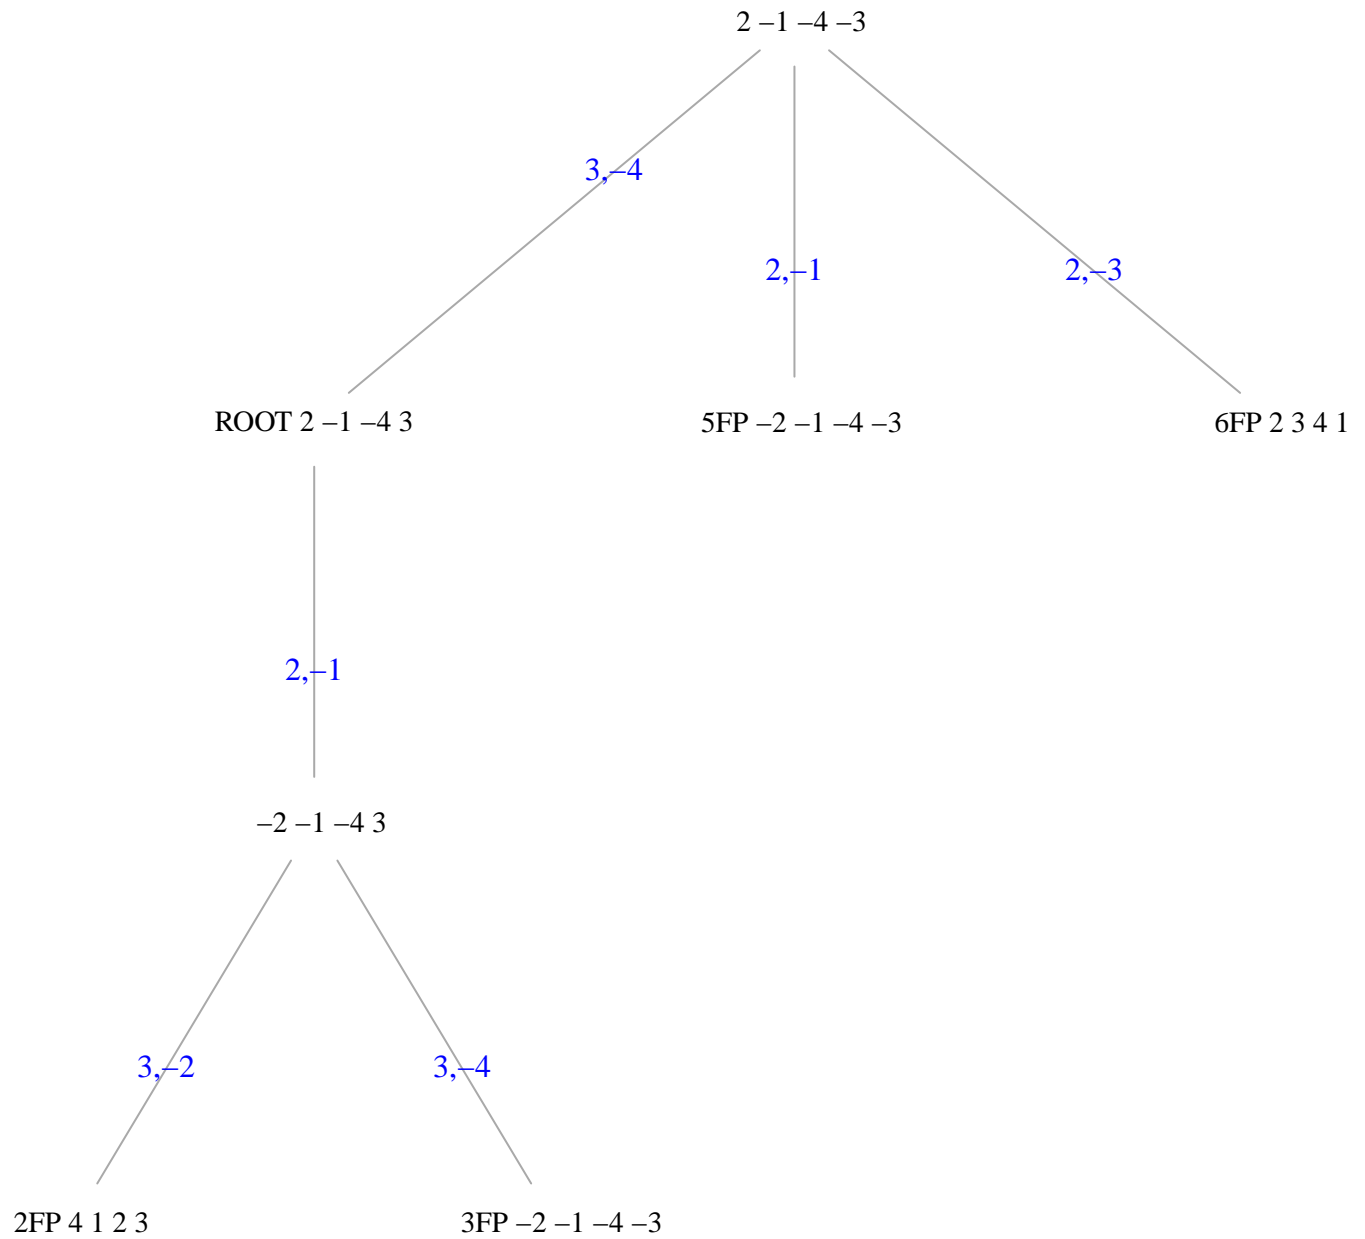 2 –1 –4 –3
3,–4
2,–1
2,–3
ROOT 2 –1 –4 3
5FP –2 –1 –4 –3
6FP 2 3 4 1
2,–1
–2 –1 –4 3
3,–2
3,–4
2FP 4 1 2 3
3FP –2 –1 –4 –3